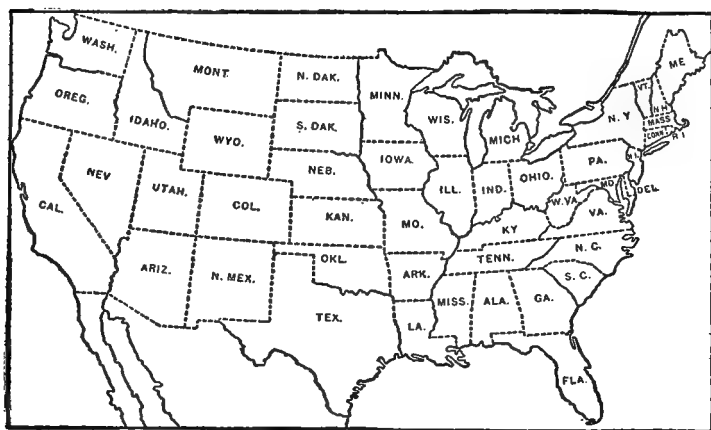 WASH.
MONT.
N. DAK.
MINN.
ME
VT.
N.H.
OREG.
IDAHO.
WYO.
S. DAK.
WIS.
MICH
N. Y
MASS
CONN
R I
NEV
UTAH.
NEB.
IOWA.
PA.
CAL.
COL.
KAN.
MO.
ILL.
IND.
OHIO.
W. VA
MD.
DEL.
VA.
KY
ARIZ.
N. MEX.
OKL.
ARK.
TENN.
N. C.
S. C.
TEX.
LA.
MISS.
ALA.
GA.
FLA.